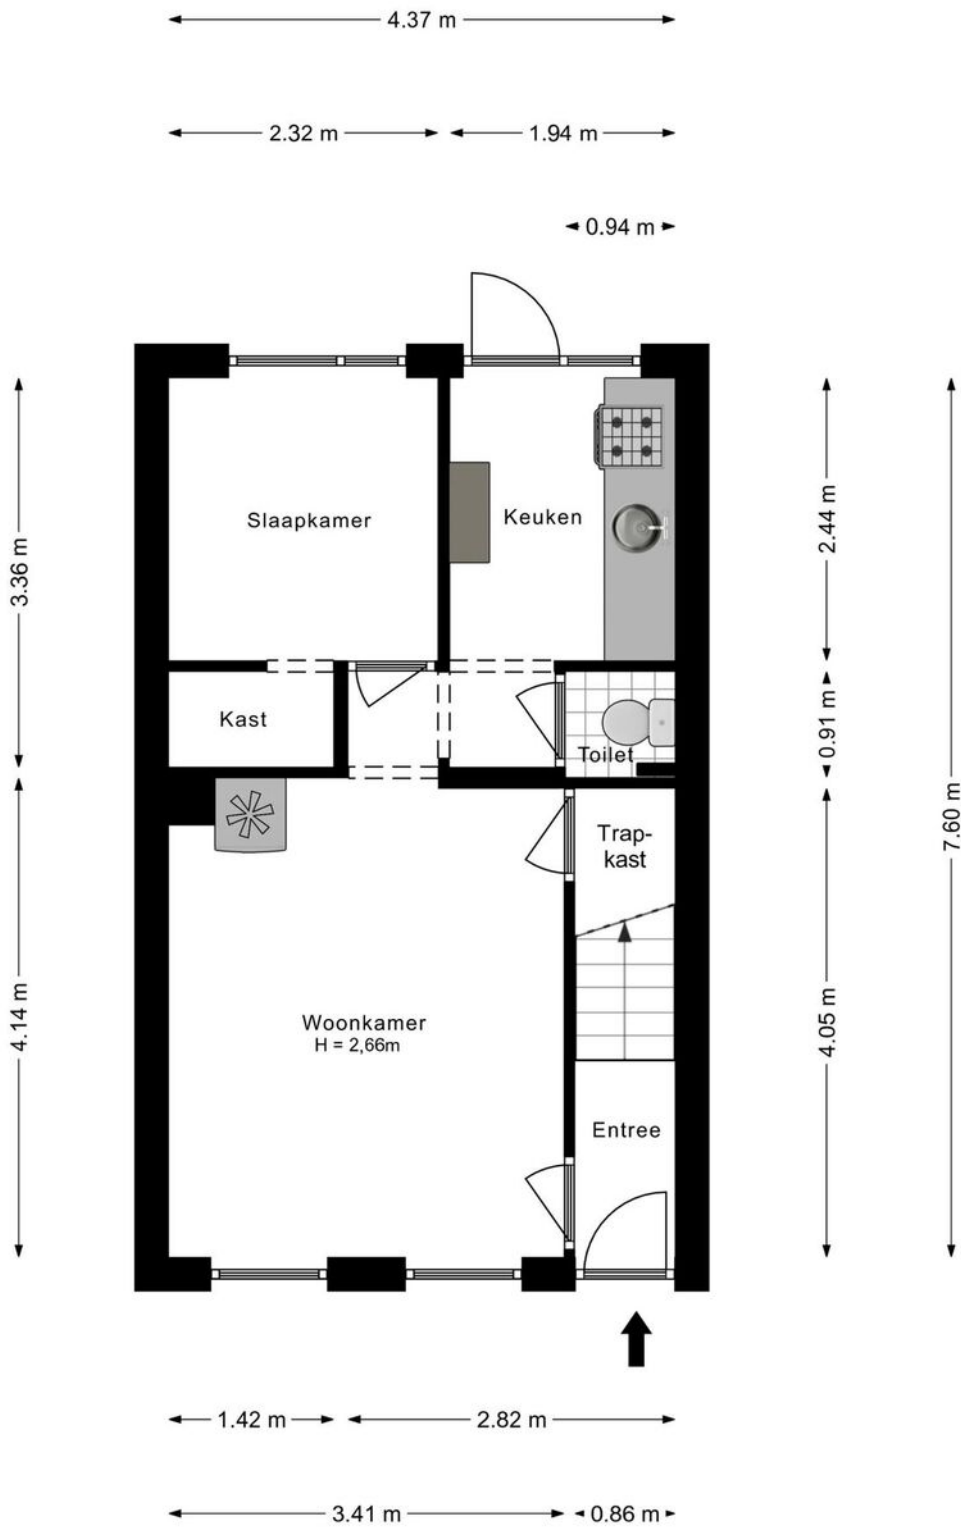 4.37 m
2.32 m
1.94 m
0.94 m
Slaapkamer
Keuken
3.36 m
2.44 m
Kast
Toilet
0.91 m
7.60 m
Trap-
kast
Woonkamer
H = 2,66m
4.14 m
4.05 m
Entree
1.42 m
2.82 m
3.41 m
0.86 m